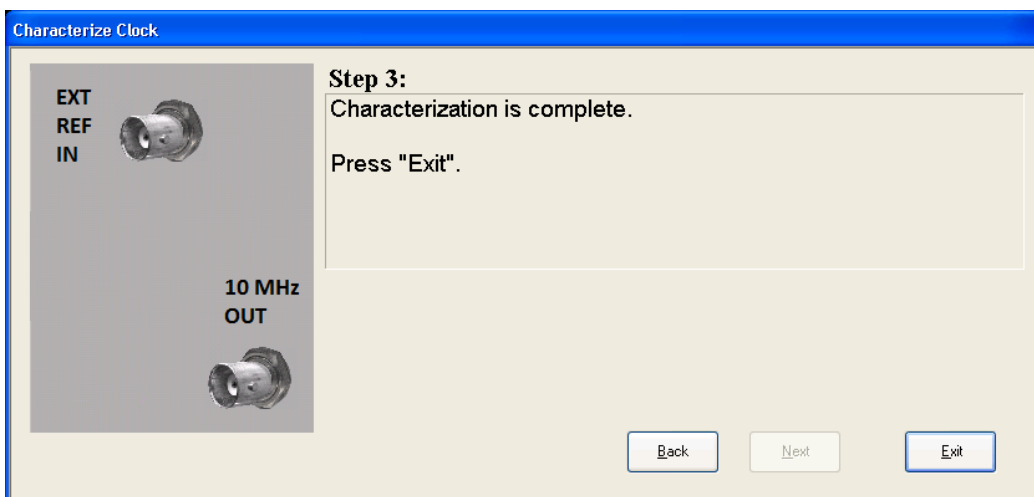 Characterize Clock
EXT
REF
IN
10 MHz
OUT
Step 3:
Characterization is complete.
Press "Exit".
Back
Next
Exit